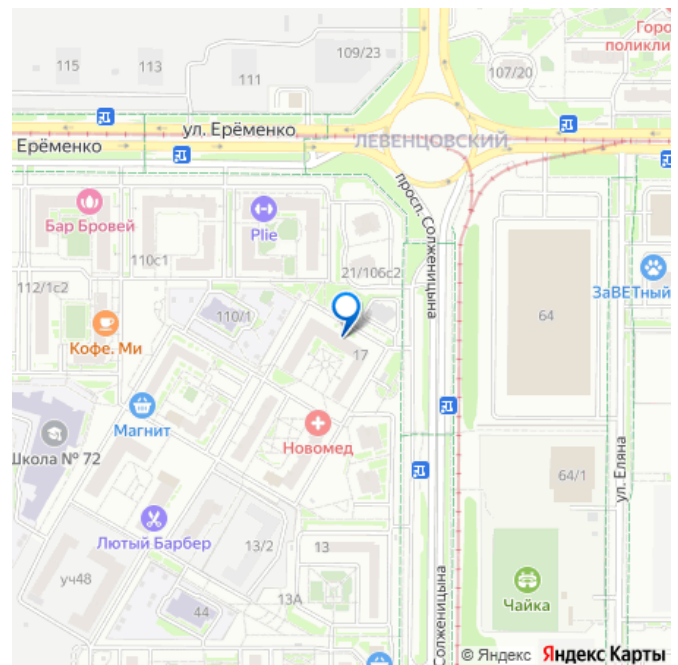 109/23
115
113
111
107/20
Горо
поликли
ул. Ерёменко
Ерёменко
ЛЕВЕНЦОВСКИЙ
просп. Солженицына
Бар Бровей
Plie
110с1
21/106с2
112/1с2
110/1
ЗаВЕТный
Кофе. Ми
17
64
Магнит
Новомед
Школа № 72
64/1
ул. Еляна
Лютый Барбер
13/2
13
уч48
13А
44
Чайка
Солженицына
© Яндекс Яндекс Карты